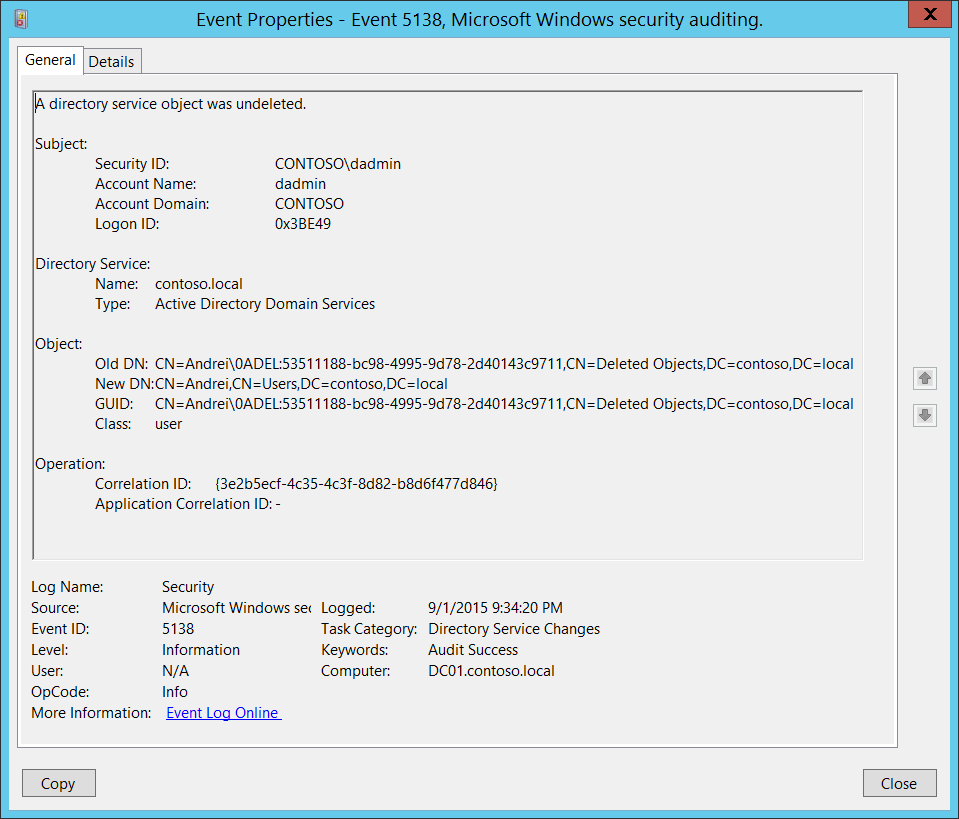 Event Properties - Event 5138, Microsoft Windows security auditing.
X
General Details
A directory service object was undeleted.
Subject:
Security ID: CONTOSO\dadmin
Account Name: dadmin
Account Domain: CONTOSO
Logon ID: 0x3BE49
Directory Service:
Name: contoso.local
Type: Active Directory Domain Services
Object:
Old DN: CN=Andrei\0ADEL:53511188-bc98-4995-9d78-2d40143c9711,CN=Deleted Objects,DC=contoso,DC=local
New DN:CN=Andrei,CN=Users,DC=contoso,DC=local
GUID: CN=Andrei\0ADEL:53511188-bc98-4995-9d78-2d40143c9711,CN=Deleted Objects,DC=contoso,DC=local
Class: user
Operation:
Correlation ID: {3e2b5ecf-4c35-4c3f-8d82-b8d6f477d846}
Application Correlation ID: -
Log Name: Security
Source: Microsoft Windows sec Logged: 9/1/2015 9:34:20 PM
Event ID: 5138 Task Category: Directory Service Changes
Level: Information Keywords: Audit Success
User: N/A Computer: DC01.contoso.local
OpCode: Info
More Information: Event Log Online
Copy Close